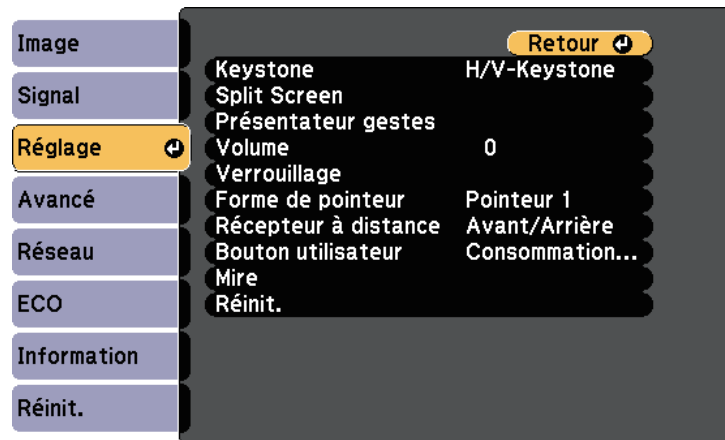 Image
Signal
Réglage
Avancé
Réseau
ECO
Information
Réinit.
Retour
Keystone H/V-Keystone
Split Screen
Présentateur gestes
Volume 0
Verrouillage
Forme de pointeur Pointeur 1
Récepteur à distance Avant/Arrière
Bouton utilisateur Consommation...
Mire
Réinit.